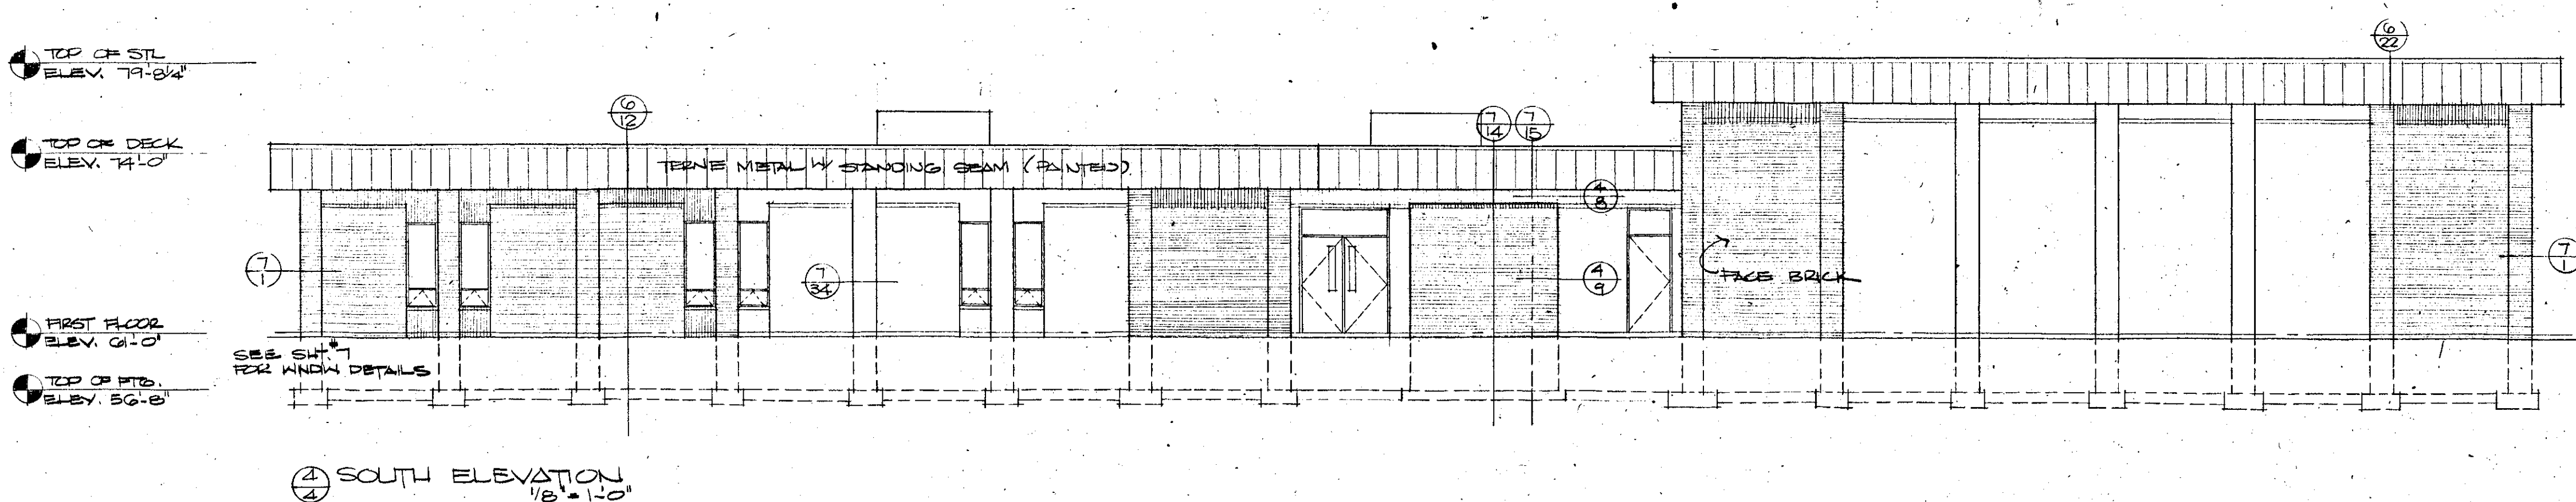 TOP OF STL
ELEV. 79'-8¼"
TOP OF DECK
ELEV. 74'-0"
FIRST FLOOR
ELEV. 61'-0"
SEE SHT. #7
FOR WNDW DETAILS
TOP OF FTG.
ELEV. 56'-8"
6
12
7
14
7
15
6
22
TERNE METAL W/ STANDING SEAM (PAINTED)
4
8
7
1
7
34
4
9
FACE BRICK
7
1
4
4
SOUTH ELEVATION
1/8" = 1'-0"